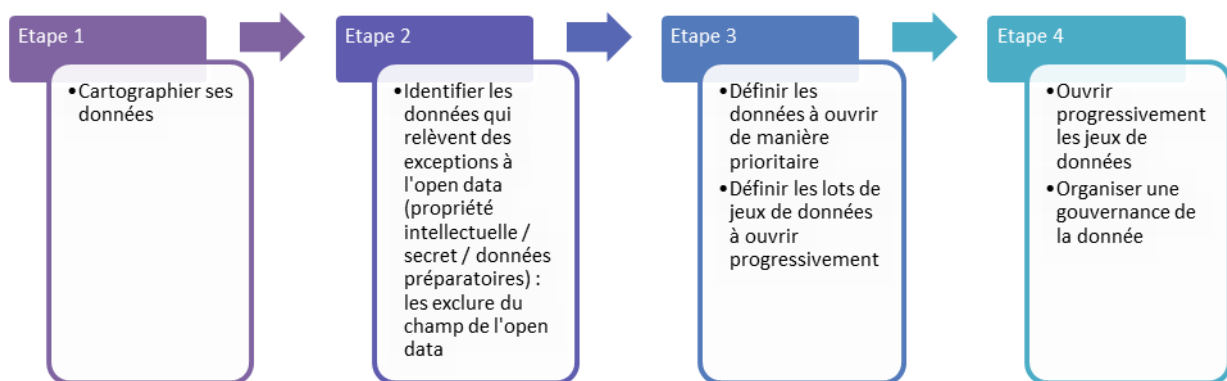 Etape 1
•Cartographier ses
données
Etape 2
•Identifier les
données qui
relèvent des
exceptions à
l'open data
(propriété
intellectuelle /
secret / données
préparatoires) :
les exclure du
champ de l'open
data
Etape 3
•Définir les
données à ouvrir
de manière
prioritaire
•Définir les lots de
jeux de données
à ouvrir
progressivement
Etape 4
•Ouvrir
progressivement
les jeux de
données
•Organiser une
gouvernance de
la donnée